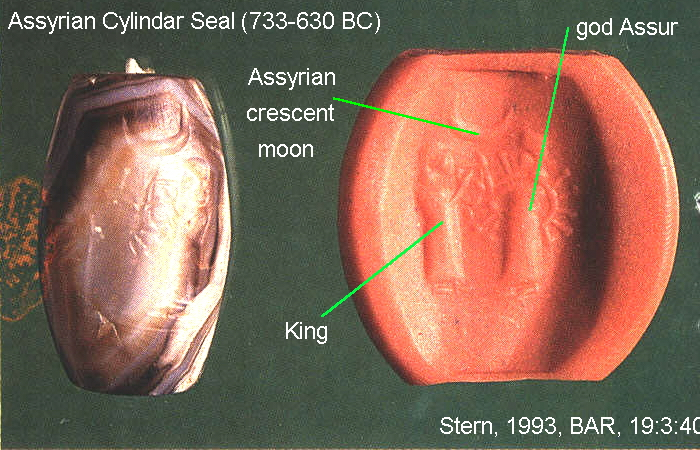 Assyrian Cylindar Seal (733-630 BC)
god Assur
Assyrian
crescent
moon
King
Stern, 1993, BAR, 19:3:40